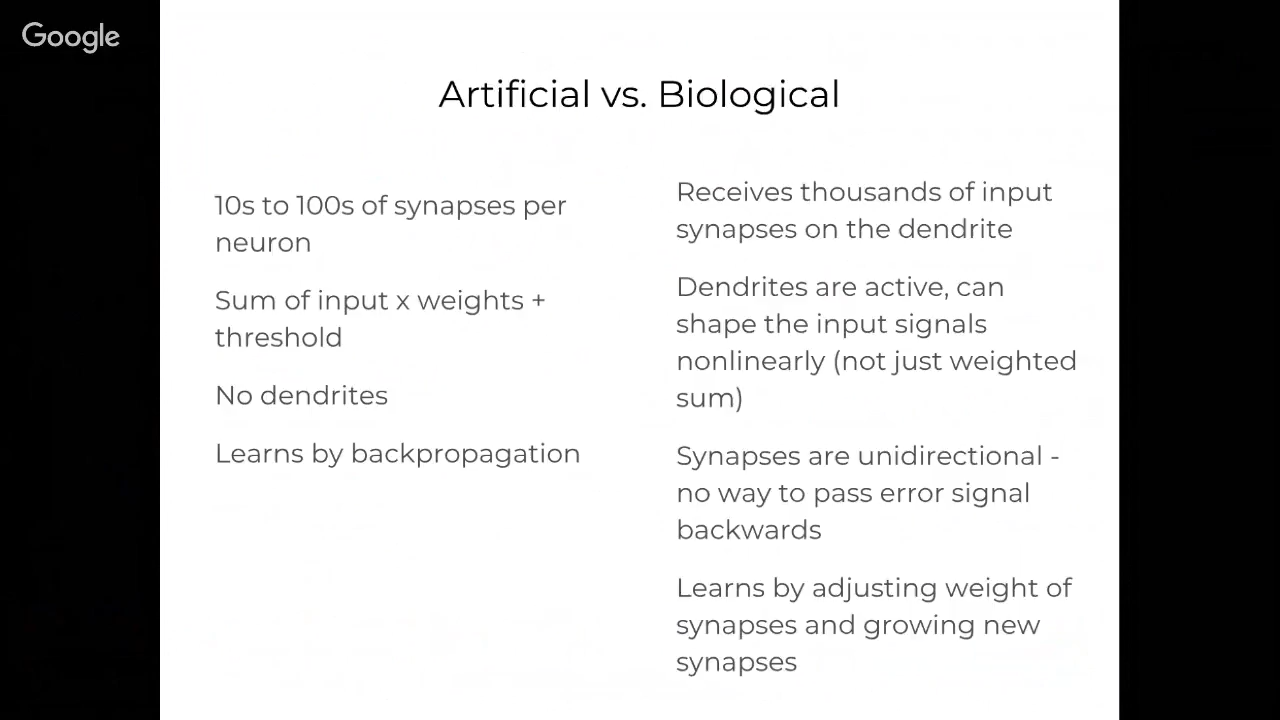 Google
Artificial vs. Biological
10s to 100s of synapses per
neuron
Sum of input x weights +
threshold
No dendrites
Learns by backpropagation
Receives thousands of input
synapses on the dendrite
Dendrites are active, can
shape the input signals
nonlinearly (not just weighted
sum)
Synapses are unidirectional -
no way to pass error signal
backwards
Learns by adjusting weight of
synapses and growing new
synapses